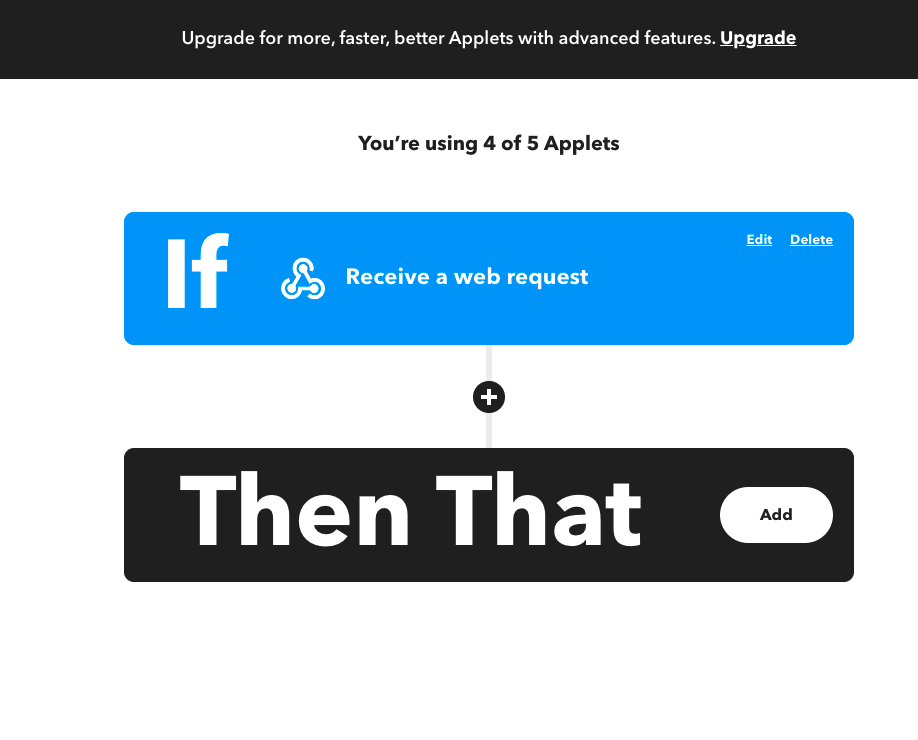 Upgrade for more, faster, better Applets with advanced features. Upgrade
You’re using 4 of 5 Applets
Edit Delete
If Receive a web request
Then That Add